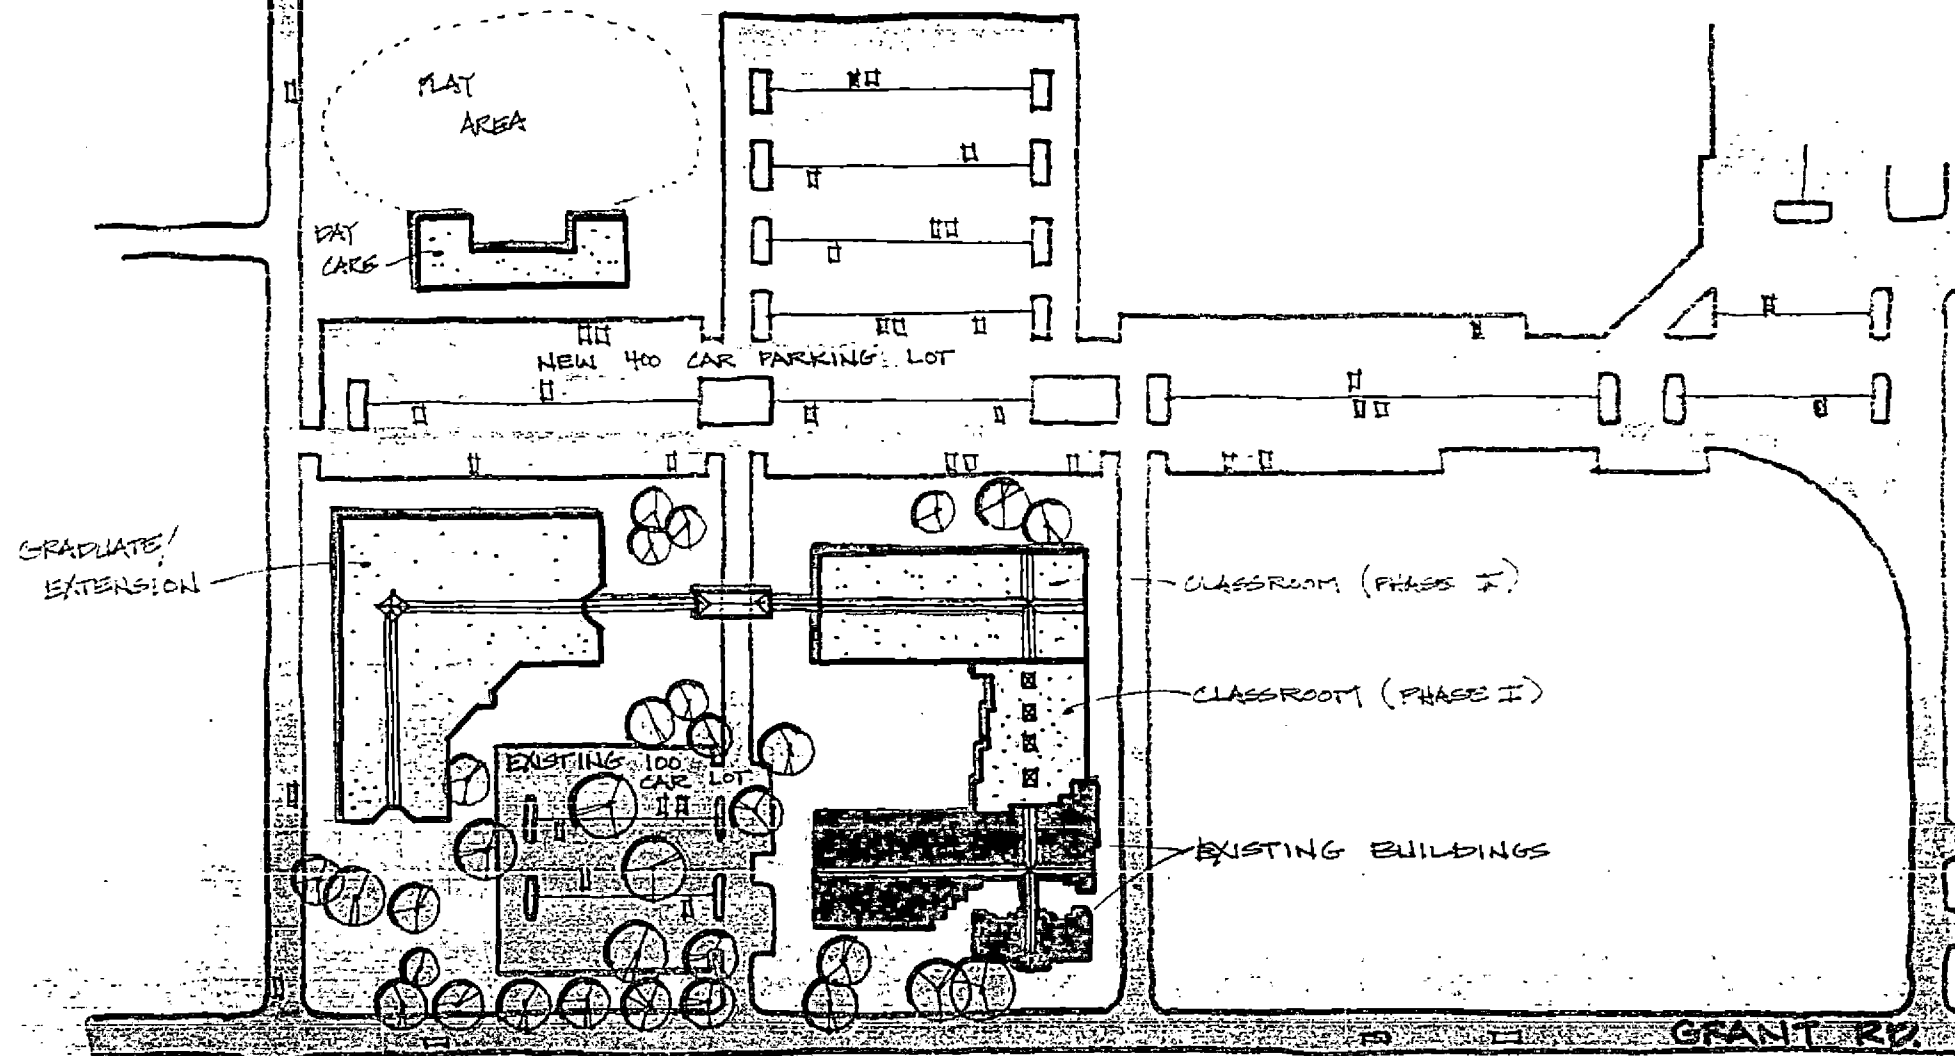 PLAY
AREA
DAY
CARE
NEW 400 CAR PARKING LOT
GRADUATE/
EXTENSION
CLASSROOM (PHASE II)
CLASSROOM (PHASE I)
EXISTING 100
CAR LOT
EXISTING BUILDINGS
GRANT RD.